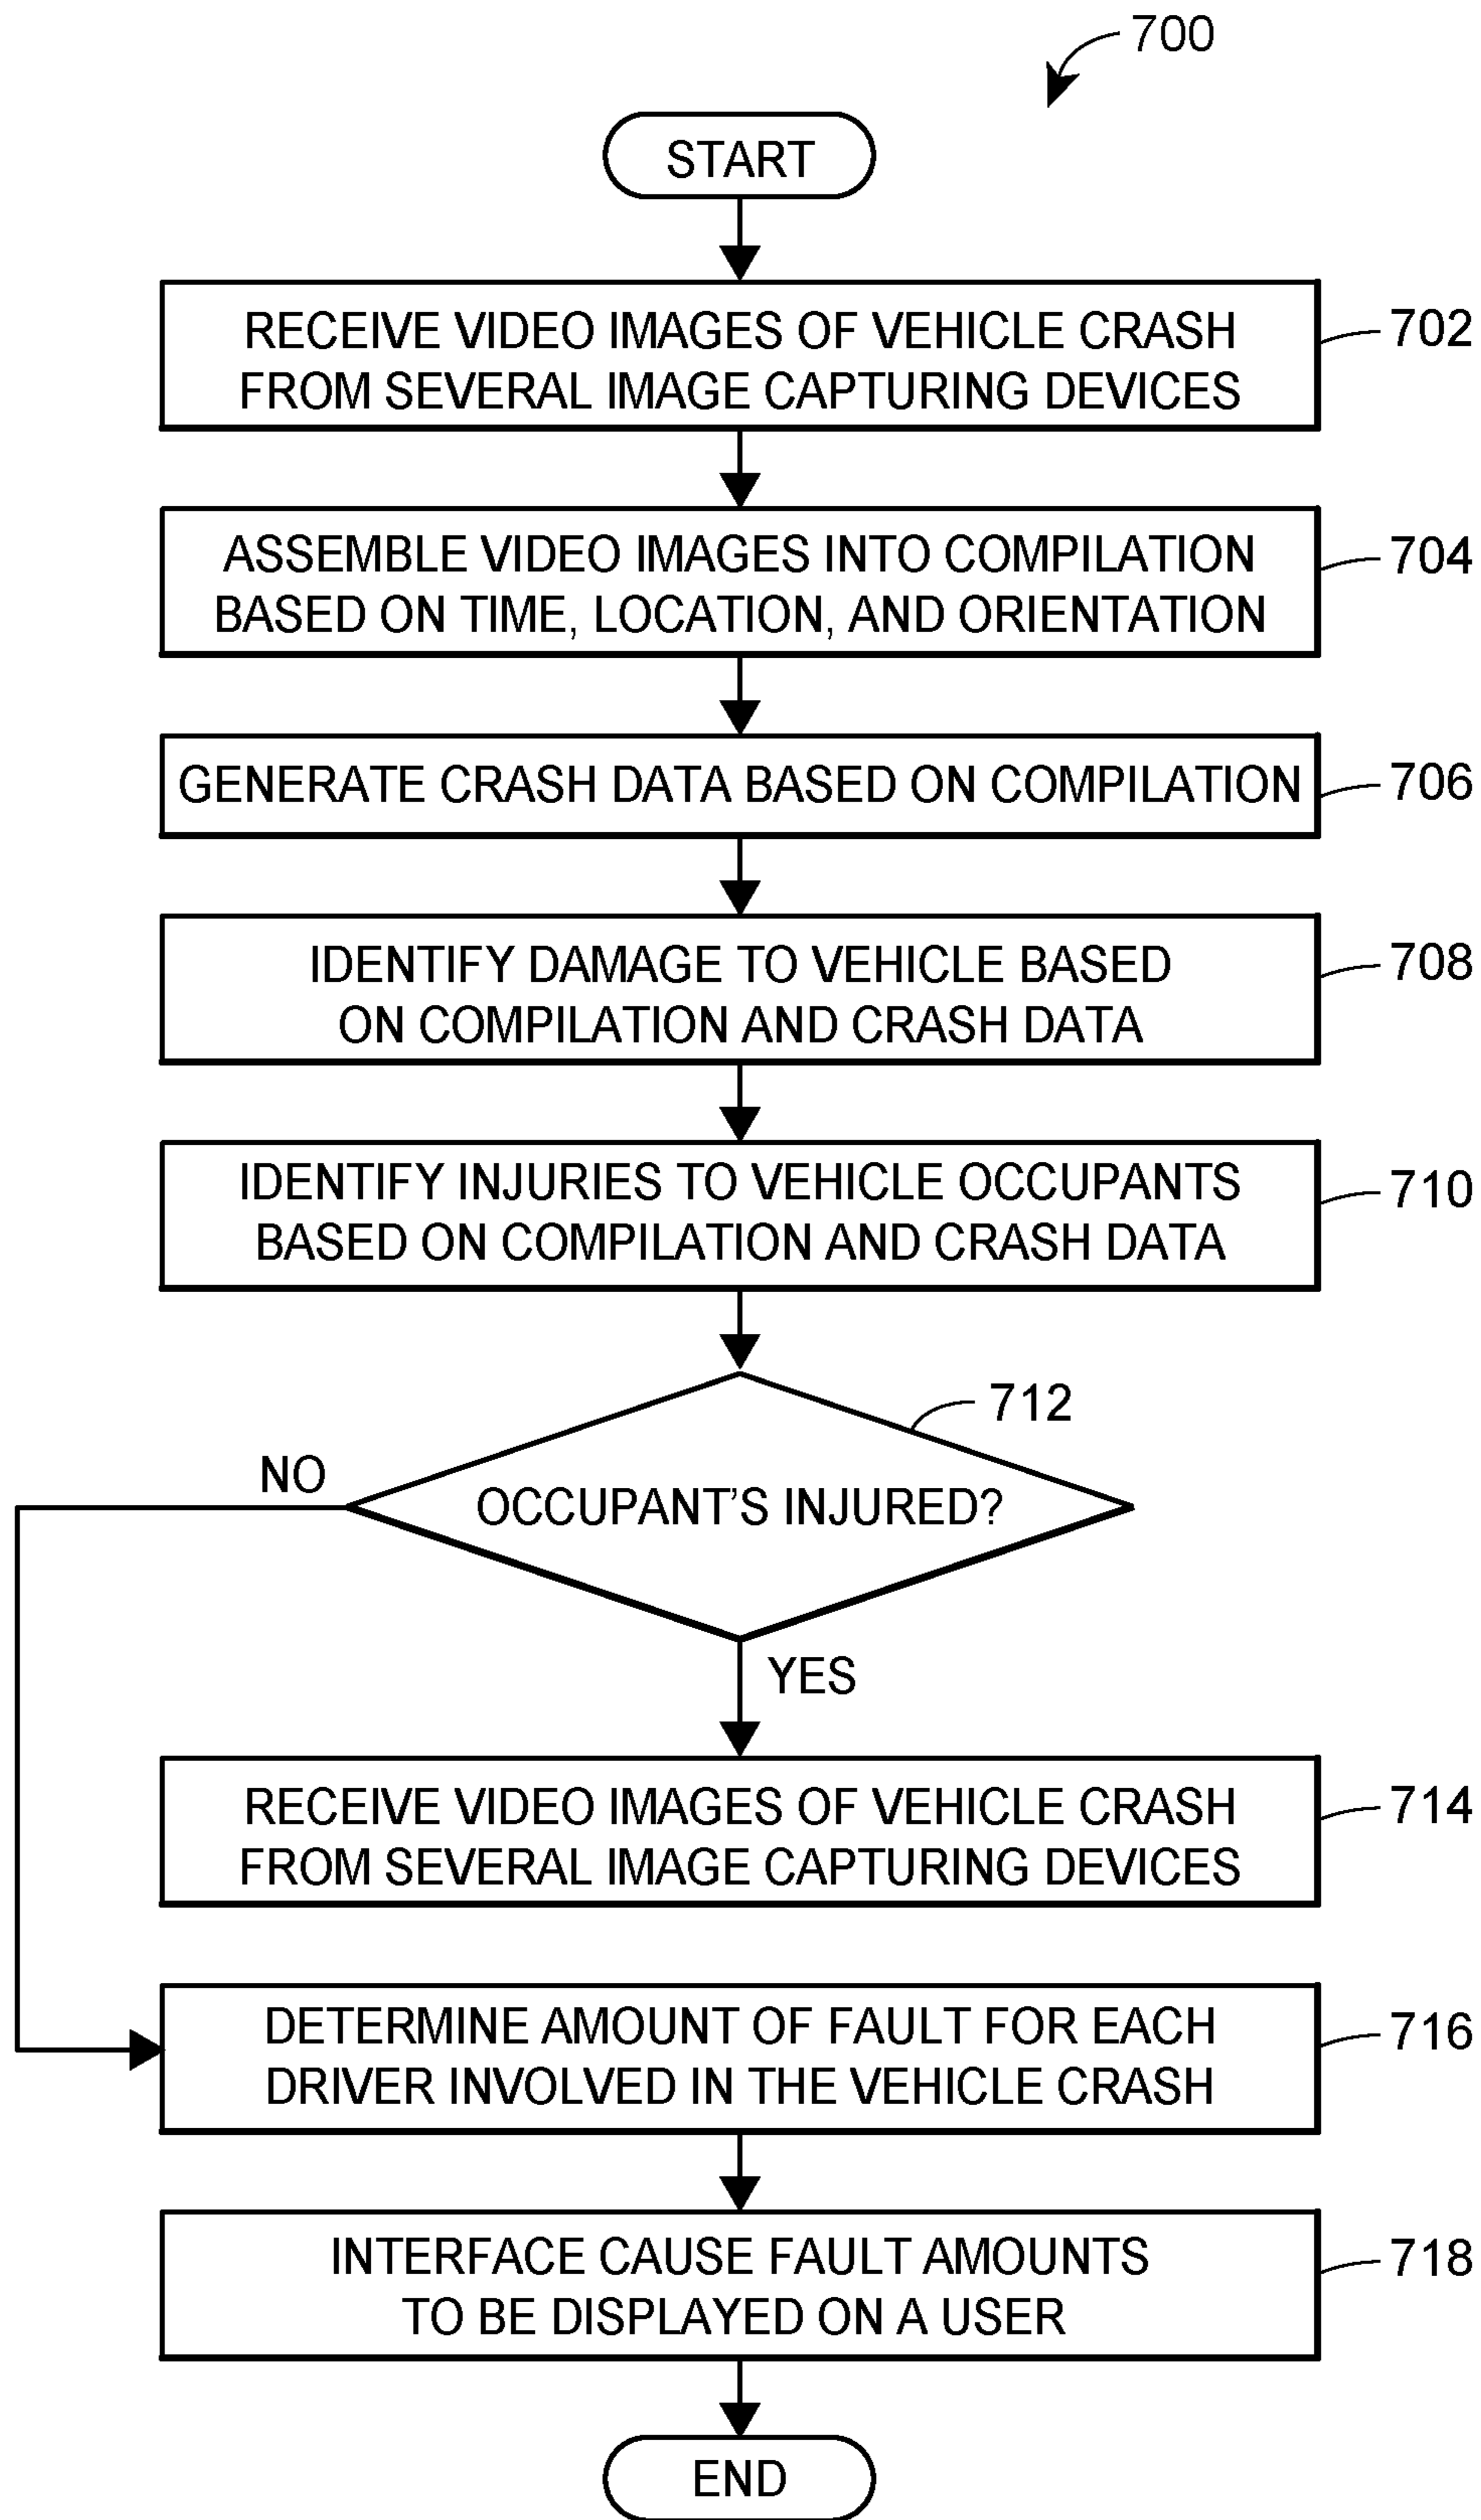 700
START
RECEIVE VIDEO IMAGES OF VEHICLE CRASH
FROM SEVERAL IMAGE CAPTURING DEVICES
702
ASSEMBLE VIDEO IMAGES INTO COMPILATION
BASED ON TIME, LOCATION, AND ORIENTATION
704
GENERATE CRASH DATA BASED ON COMPILATION
706
IDENTIFY DAMAGE TO VEHICLE BASED
ON COMPILATION AND CRASH DATA
708
IDENTIFY INJURIES TO VEHICLE OCCUPANTS
BASED ON COMPILATION AND CRASH DATA
710
712
NO
OCCUPANT'S INJURED?
YES
RECEIVE VIDEO IMAGES OF VEHICLE CRASH
FROM SEVERAL IMAGE CAPTURING DEVICES
714
DETERMINE AMOUNT OF FAULT FOR EACH
DRIVER INVOLVED IN THE VEHICLE CRASH
716
INTERFACE CAUSE FAULT AMOUNTS
TO BE DISPLAYED ON A USER
718
END